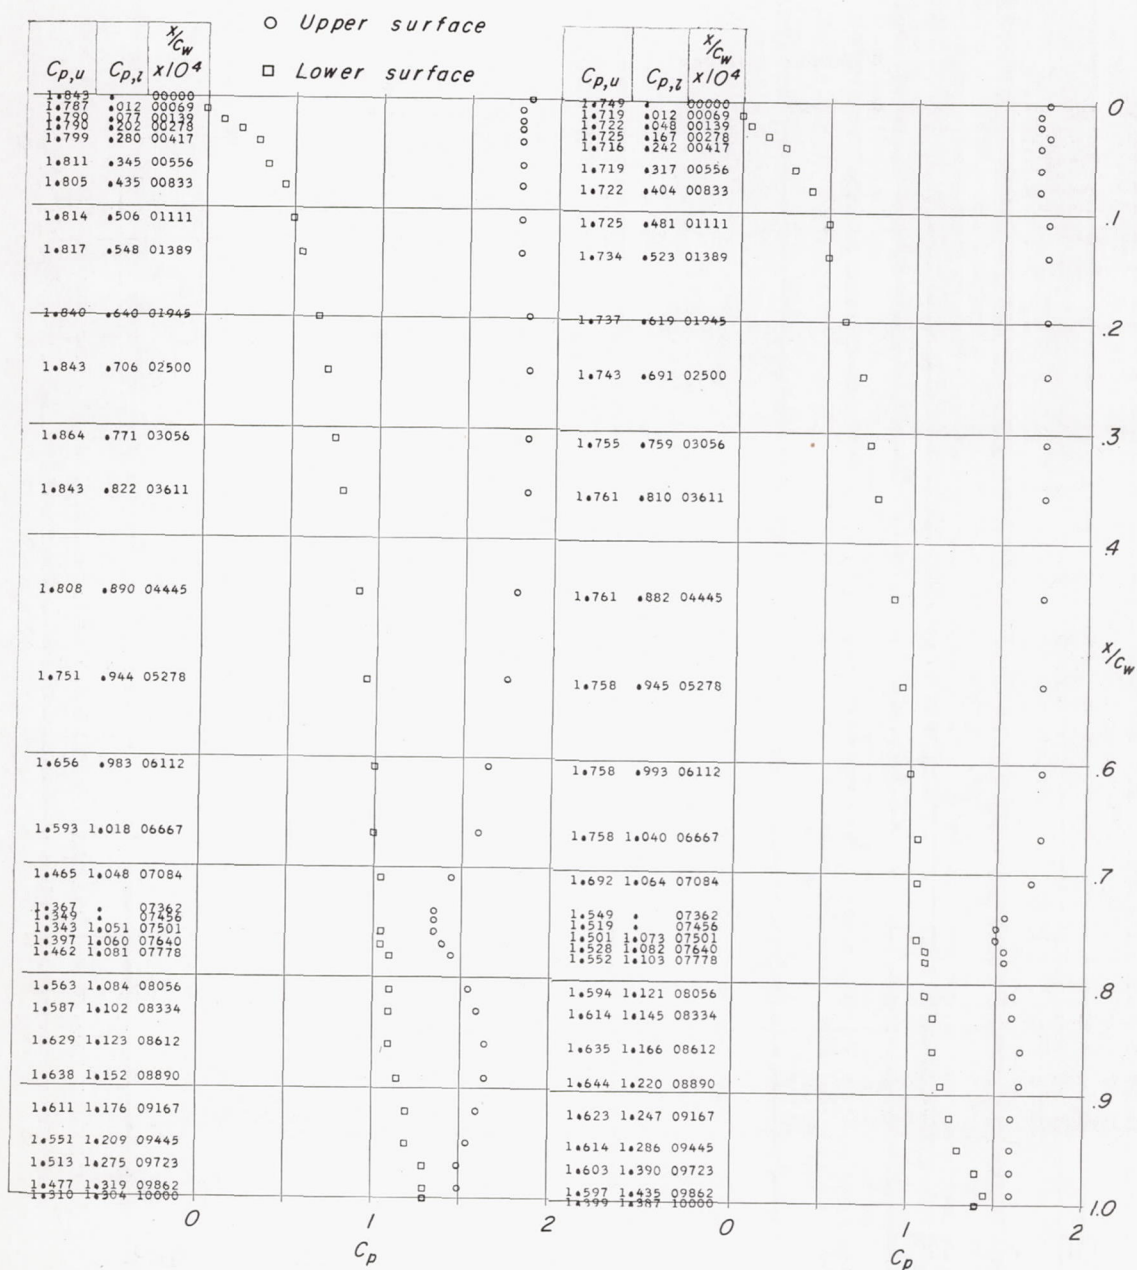 ○ Upper surface
□ Lower surface
Cp,u Cp,l x/cw ×10⁴
1.843 . 00000
1.787 .012 00069
1.790 .077 00139
1.790 .202 00278
1.799 .280 00417
1.811 .345 00556
1.805 .435 00833
1.814 .506 01111
1.817 .548 01389
1.840 .640 01945
1.843 .706 02500
1.864 .771 03056
1.843 .822 03611
1.808 .890 04445
1.751 .944 05278
1.656 .983 06112
1.593 1.018 06667
1.465 1.048 07084
1.367 . 07362
1.349 . 07456
1.343 1.051 07501
1.397 1.060 07640
1.462 1.081 07778
1.563 1.084 08056
1.587 1.102 08334
1.629 1.123 08612
1.638 1.152 08890
1.611 1.176 09167
1.551 1.209 09445
1.513 1.275 09723
1.477 1.319 09862
1.310 1.304 10000
0 1 2
Cp
Cp,u Cp,l x/cw ×10⁴
1.749 . 00000
1.719 .012 00069
1.722 .048 00139
1.725 .167 00278
1.716 .242 00417
1.719 .317 00556
1.722 .404 00833
1.725 .481 01111
1.734 .523 01389
1.737 .619 01945
1.743 .691 02500
1.755 .759 03056
1.761 .810 03611
1.761 .882 04445
1.758 .945 05278
1.758 .993 06112
1.758 1.040 06667
1.692 1.064 07084
1.549 . 07362
1.519 . 07456
1.501 1.073 07501
1.528 1.082 07640
1.552 1.103 07778
1.594 1.121 08056
1.614 1.145 08334
1.635 1.166 08612
1.644 1.220 08890
1.623 1.247 09167
1.614 1.286 09445
1.603 1.390 09723
1.597 1.435 09862
1.399 1.387 10000
0 1 2
Cp
0
.1
.2
.3
.4
x/cw
.6
.7
.8
.9
1.0